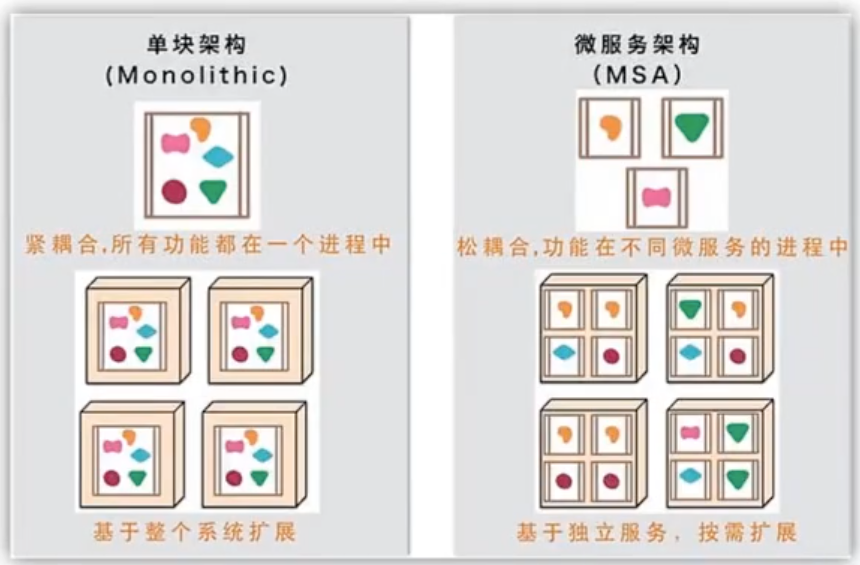 单块架构
(Monolithic)
紧耦合,所有功能都在一个进程中
基于整个系统扩展
微服务架构
(MSA)
松耦合,功能在不同微服务的进程中
基于独立服务，按需扩展